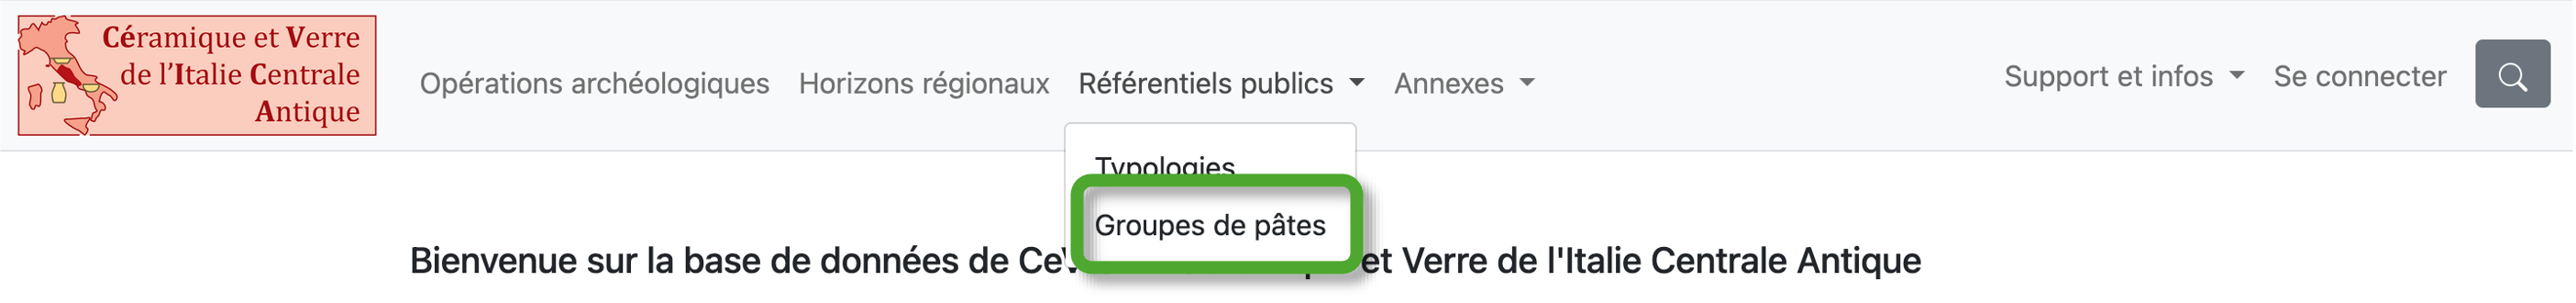 Céramique et Verre
de l'Italie Centrale
Antique
Opérations archéologiques Horizons régionaux Référentiels publics Annexes Support et infos Se connecter
Typologies
Groupes de pâtes
Bienvenue sur la base de données de CeV et Verre de l'Italie Centrale Antique